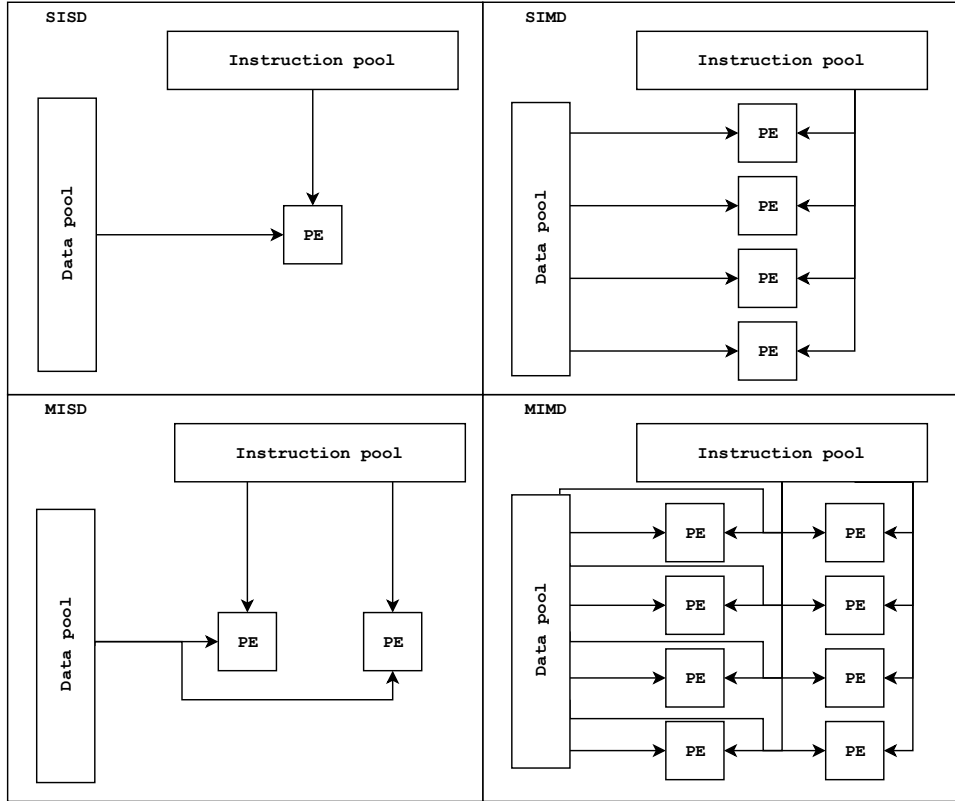 SISD
Instruction pool
Data pool
PE
SIMD
Instruction pool
Data pool
PE
PE
PE
PE
MISD
Instruction pool
Data pool
PE
PE
MIMD
Instruction pool
Data pool
PE
PE
PE
PE
PE
PE
PE
PE